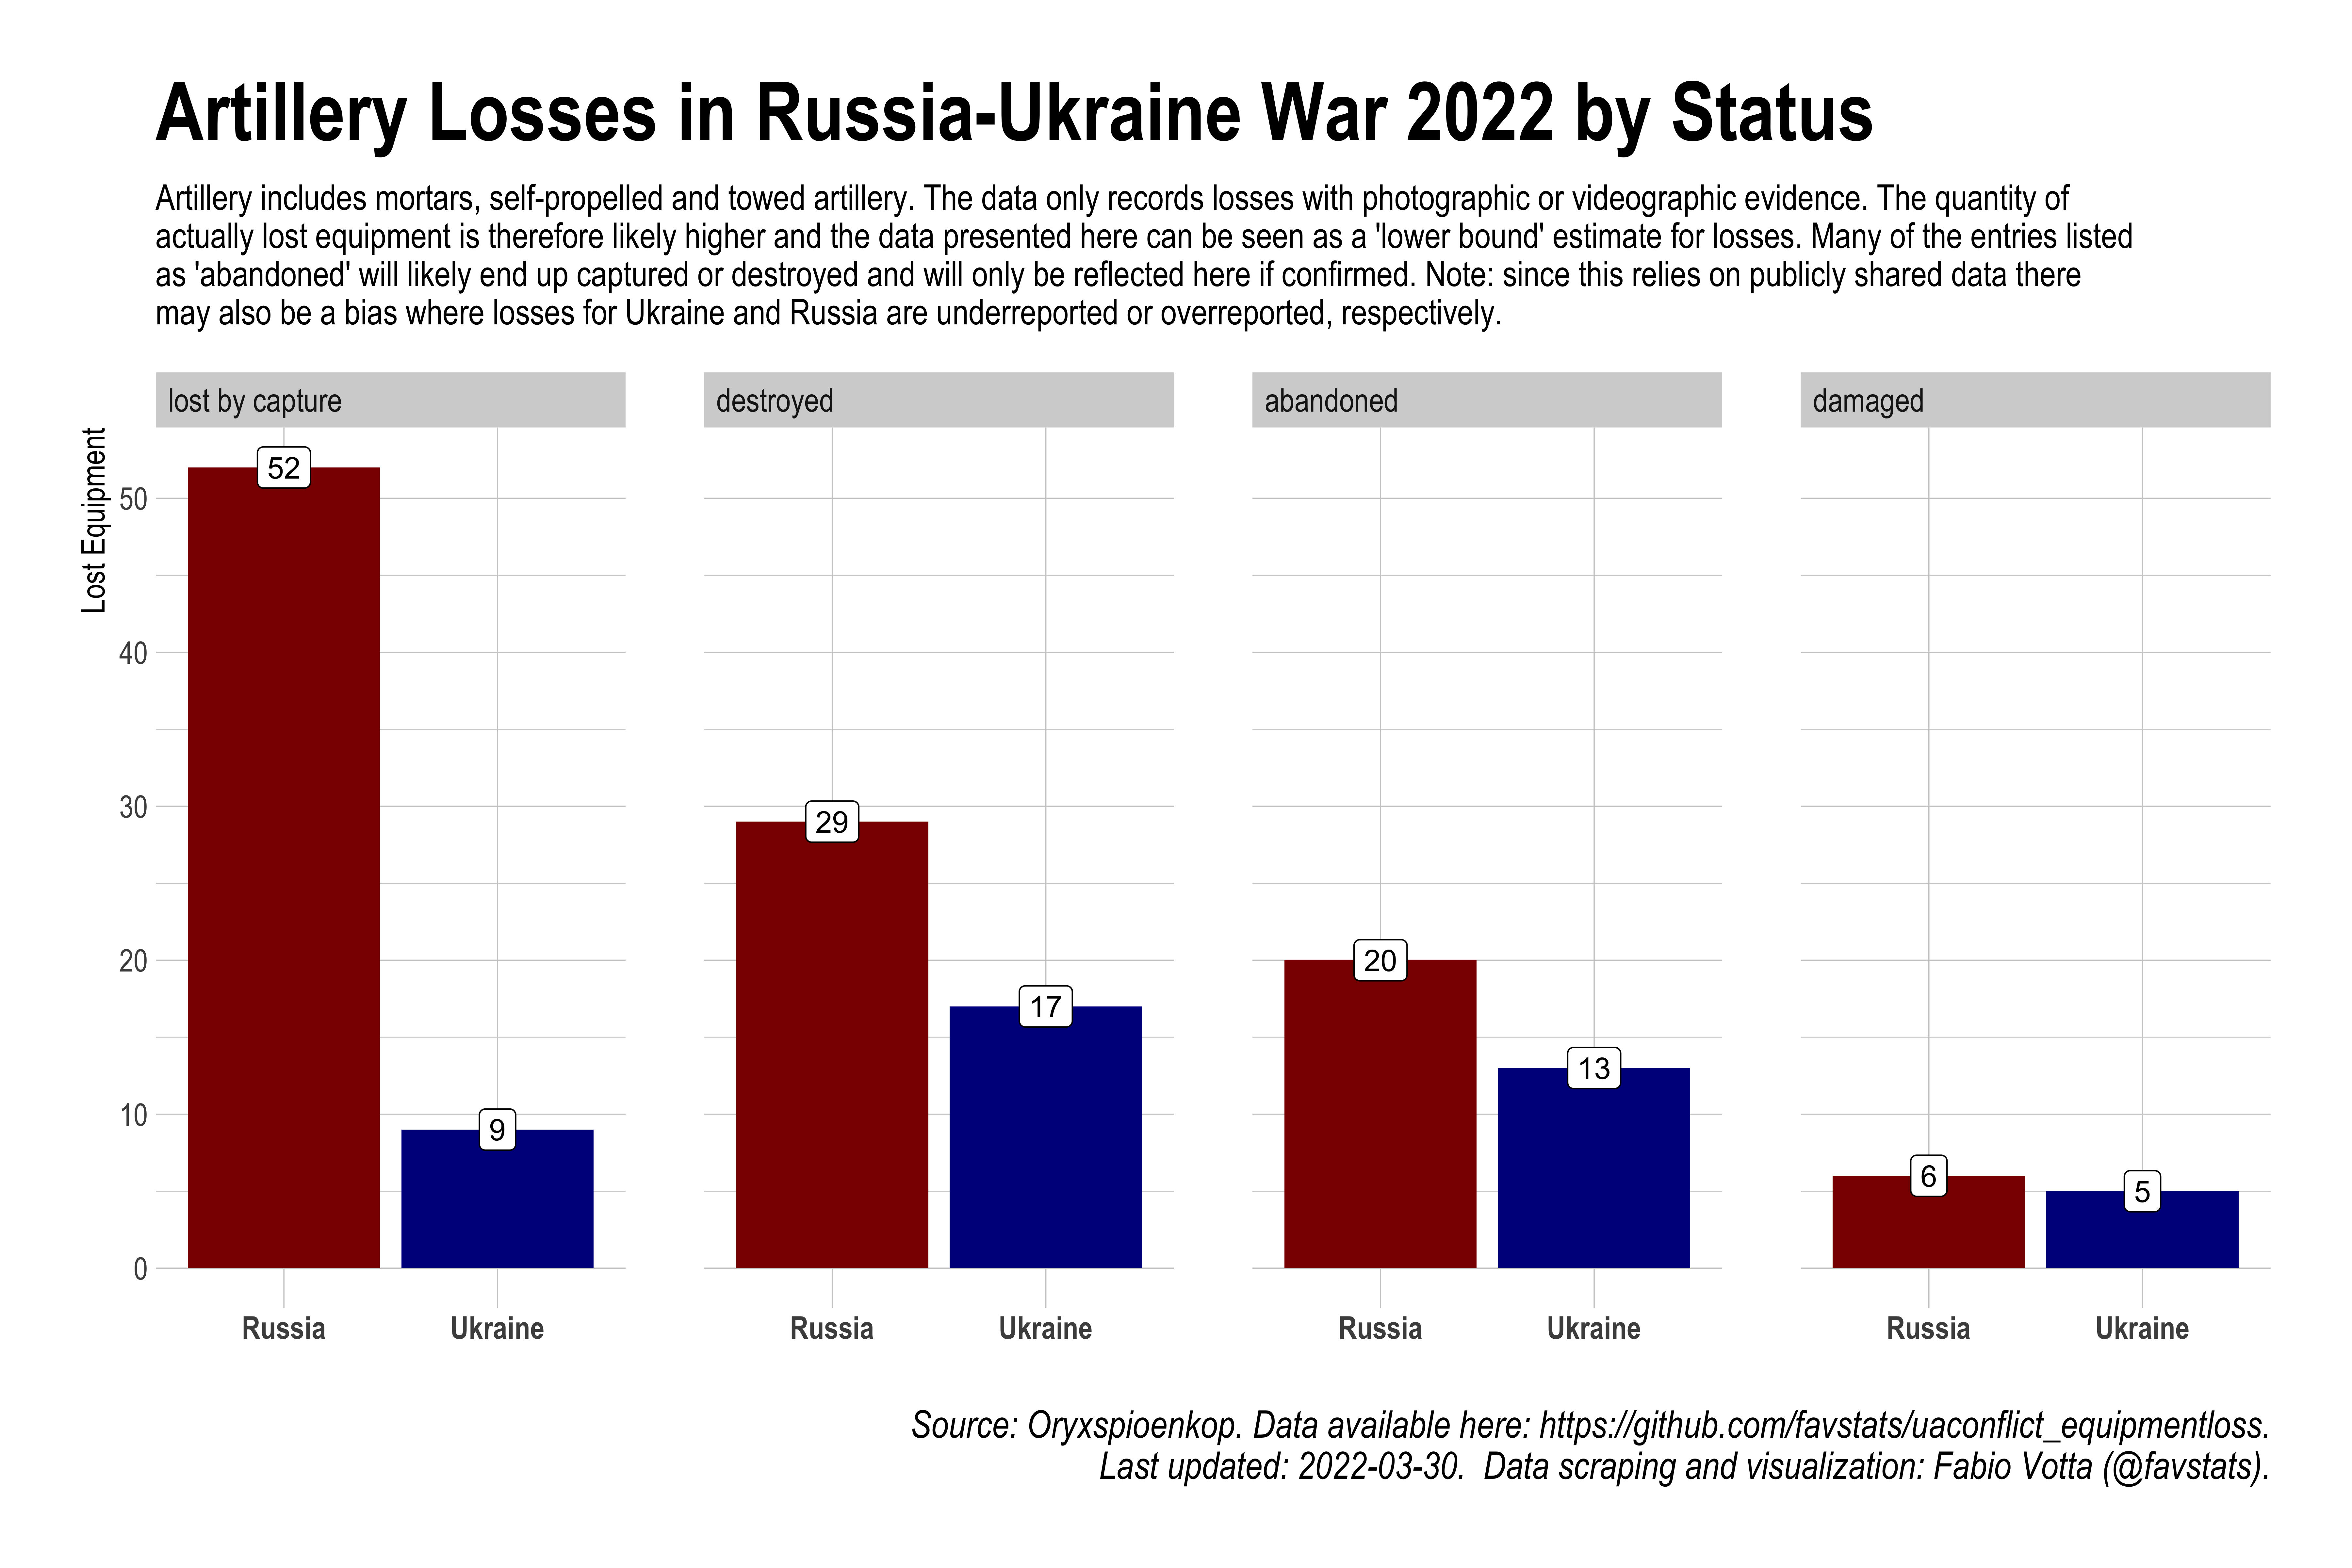 Artillery Losses in Russia-Ukraine War 2022 by Status
Artillery includes mortars, self-propelled and towed artillery. The data only records losses with photographic or videographic evidence. The quantity of
actually lost equipment is therefore likely higher and the data presented here can be seen as a 'lower bound' estimate for losses. Many of the entries listed
as 'abandoned' will likely end up captured or destroyed and will only be reflected here if confirmed. Note: since this relies on publicly shared data there
may also be a bias where losses for Ukraine and Russia are underreported or overreported, respectively.
lost by capture
destroyed
abandoned
damaged
Lost Equipment
50
40
30
20
10
0
52
9
29
17
20
13
6
5
Russia
Ukraine
Russia
Ukraine
Russia
Ukraine
Russia
Ukraine
Source: Oryxspioenkop. Data available here: https://github.com/favstats/uaconflict_equipmentloss.
Last updated: 2022-03-30.  Data scraping and visualization: Fabio Votta (@favstats).